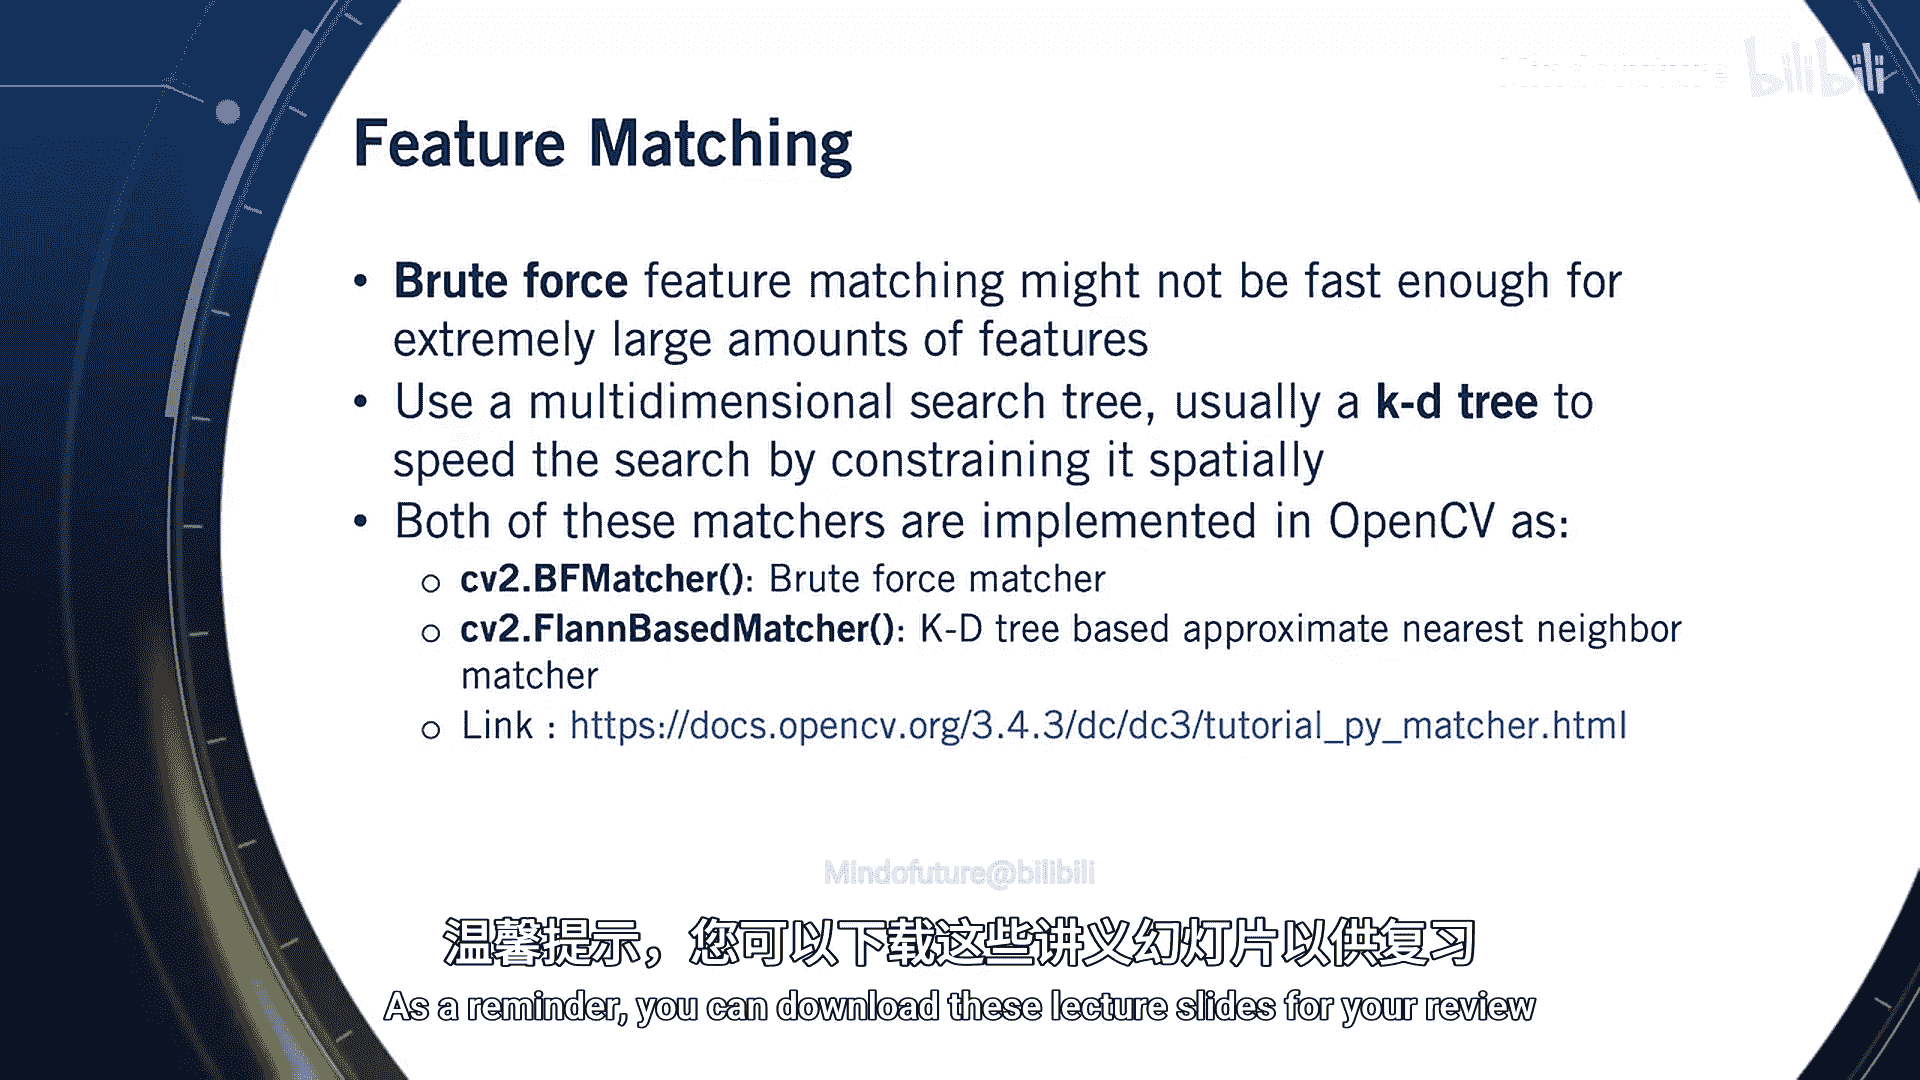 bilibili
Feature Matching
• Brute force feature matching might not be fast enough for
extremely large amounts of features
• Use a multidimensional search tree, usually a k-d tree to
speed the search by constraining it spatially
• Both of these matchers are implemented in OpenCV as:
○ cv2.BFMatcher(): Brute force matcher
○ cv2.FlannBasedMatcher(): K-D tree based approximate nearest neighbor
matcher
○ Link : https://docs.opencv.org/3.4.3/dc/dc3/tutorial_py_matcher.html
Mindofuture@bilibili
温馨提示，您可以下载这些讲义幻灯片以供复习
As a reminder, you can download these lecture slides for your review